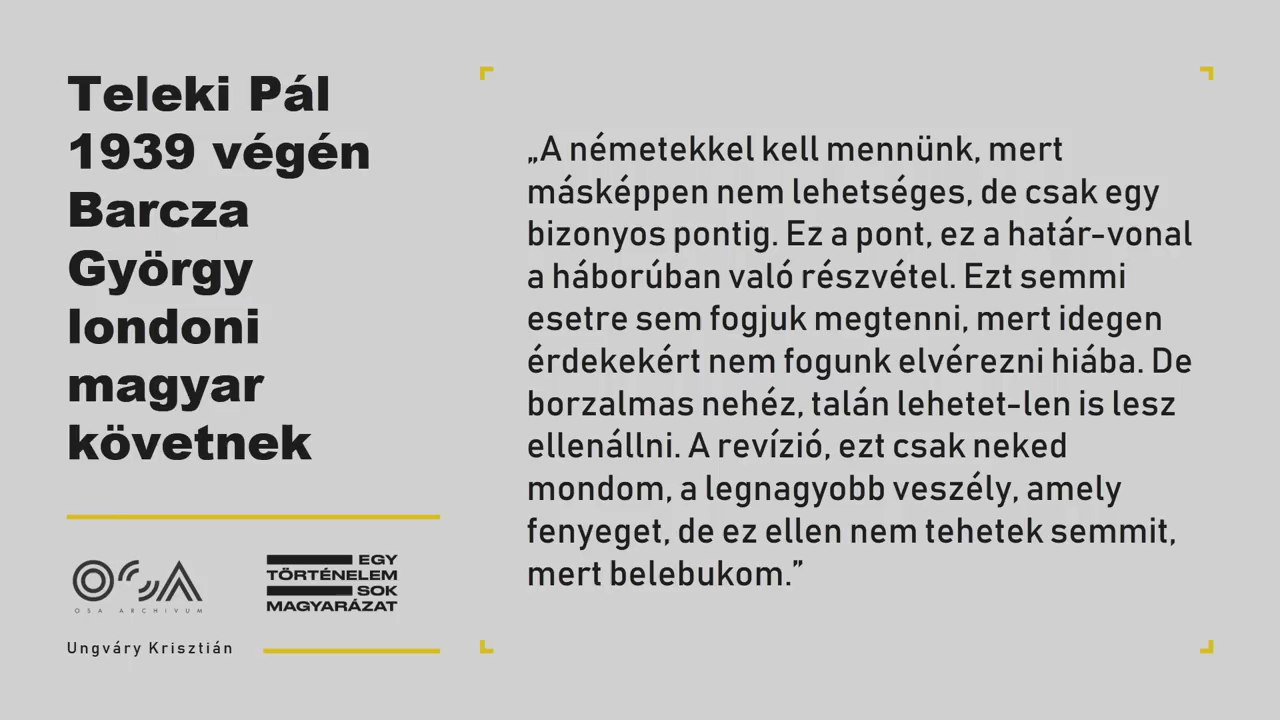 Teleki Pál
1939 végén
Barcza
György
londoni
magyar
követnek
„A németekkel kell mennünk, mert
másképpen nem lehetséges, de csak egy
bizonyos pontig. Ez a pont, ez a határ-vonal
a háborúban való részvétel. Ezt semmi
esetre sem fogjuk megtenni, mert idegen
érdekekért nem fogunk elvérezni hiába. De
borzalmas nehéz, talán lehetet-len is lesz
ellenállni. A revízió, ezt csak neked
mondom, a legnagyobb veszély, amely
fenyeget, de ez ellen nem tehetek semmit,
mert belebukom.”
OSA
OSA ARCHIVUM
EGY
TÖRTÉNELEM
SOK
MAGYARÁZAT
Ungváry Krisztián